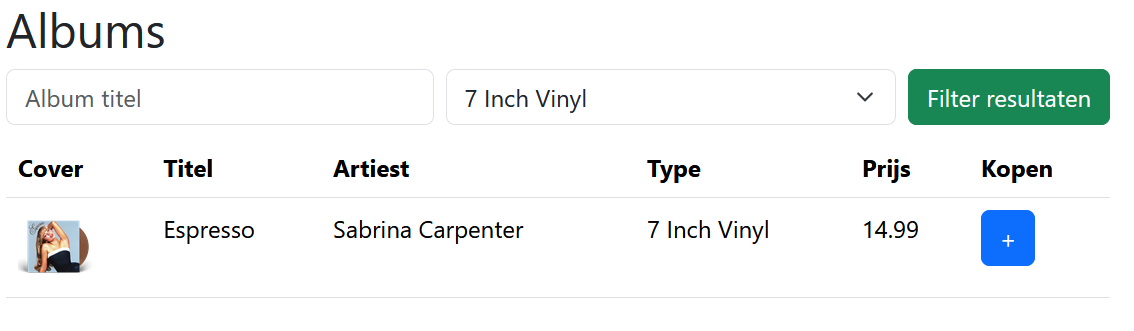 Albums
Album titel 7 Inch Vinyl Filter resultaten
Cover Titel Artiest Type Prijs Kopen
Espresso Sabrina Carpenter 7 Inch Vinyl 14.99 +